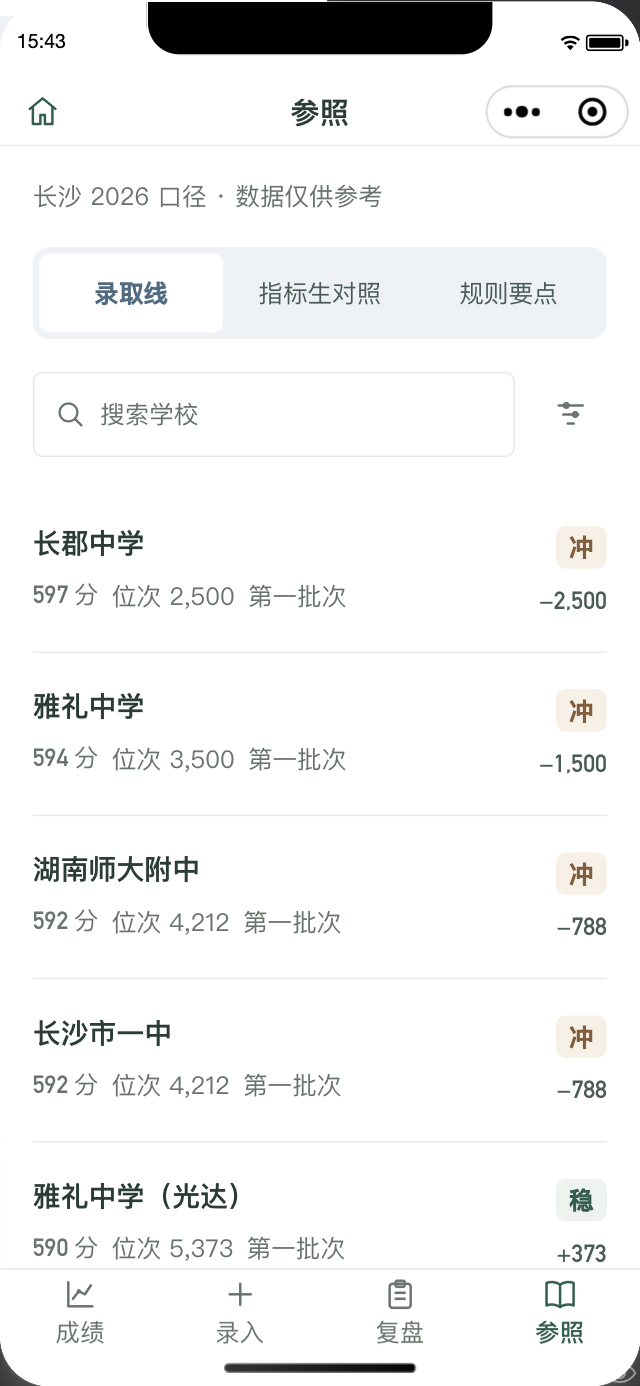 15:43
参照
长沙 2026 口径 · 数据仅供参考
录取线 指标生对照 规则要点
搜索学校
长郡中学 冲
597 分 位次 2,500 第一批次 −2,500
雅礼中学 冲
594 分 位次 3,500 第一批次 −1,500
湖南师大附中 冲
592 分 位次 4,212 第一批次 −788
长沙市一中 冲
592 分 位次 4,212 第一批次 −788
雅礼中学（光达） 稳
590 分 位次 5,373 第一批次 +373
成绩 录入 复盘 参照